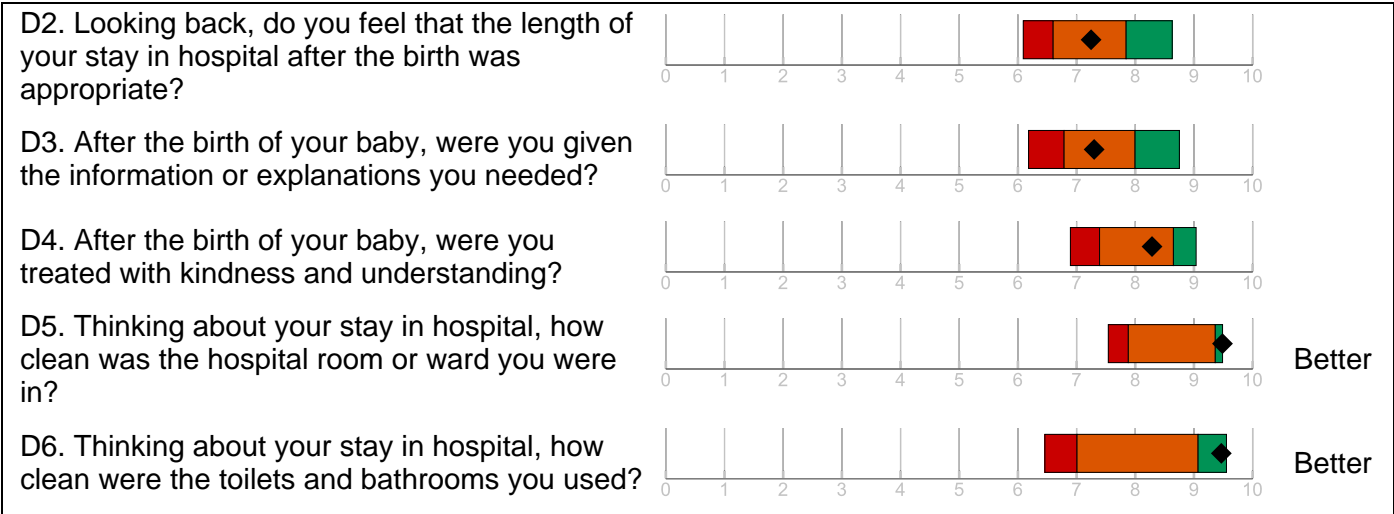 D2. Looking back, do you feel that the length of
your stay in hospital after the birth was
appropriate?
0 1 2 3 4 5 6 7 8 9 10
D3. After the birth of your baby, were you given
the information or explanations you needed?
0 1 2 3 4 5 6 7 8 9 10
D4. After the birth of your baby, were you
treated with kindness and understanding?
0 1 2 3 4 5 6 7 8 9 10
D5. Thinking about your stay in hospital, how
clean was the hospital room or ward you were
in?
0 1 2 3 4 5 6 7 8 9 10
Better
D6. Thinking about your stay in hospital, how
clean were the toilets and bathrooms you used?
0 1 2 3 4 5 6 7 8 9 10
Better